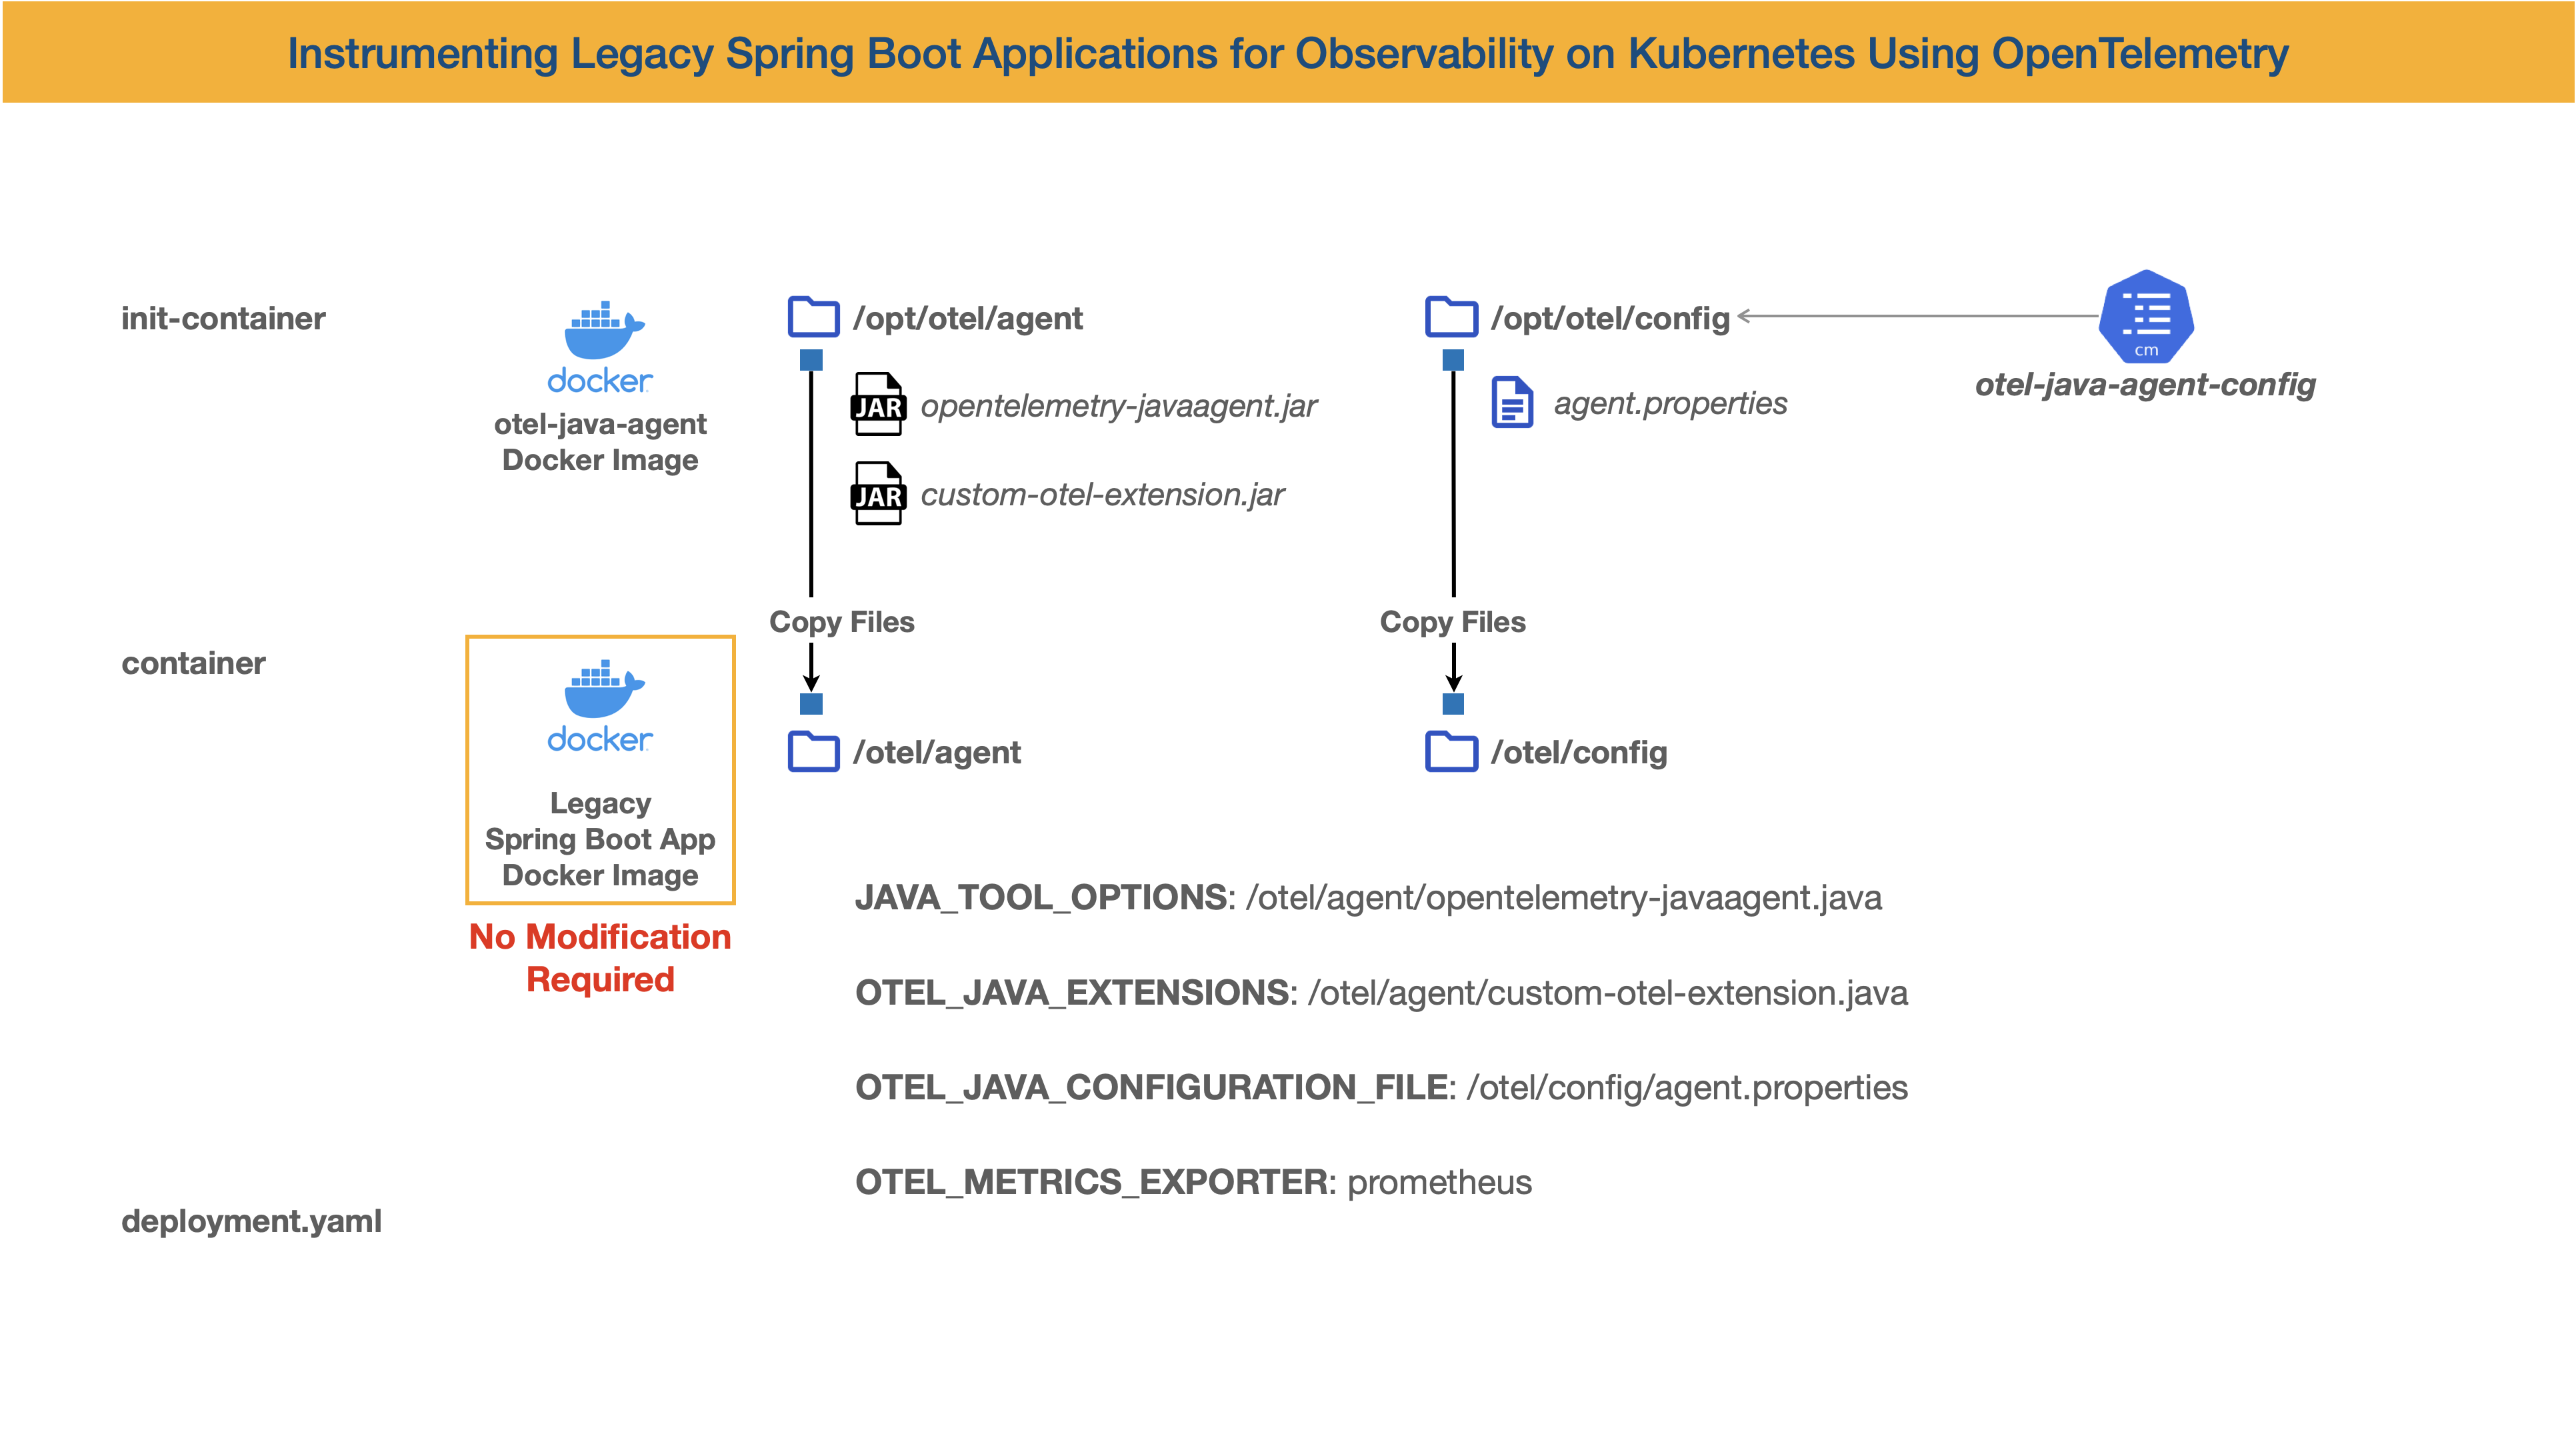 Instrumenting Legacy Spring Boot Applications for Observability on Kubernetes Using OpenTelemetry
init-container
docker
otel-java-agent
Docker Image
/opt/otel/agent
JAR opentelemetry-javaagent.jar
JAR custom-otel-extension.jar
/opt/otel/config
agent.properties
cm
otel-java-agent-config
Copy Files
Copy Files
container
docker
Legacy
Spring Boot App
Docker Image
No Modification
Required
/otel/agent
/otel/config
JAVA_TOOL_OPTIONS: /otel/agent/opentelemetry-javaagent.java
OTEL_JAVA_EXTENSIONS: /otel/agent/custom-otel-extension.java
OTEL_JAVA_CONFIGURATION_FILE: /otel/config/agent.properties
OTEL_METRICS_EXPORTER: prometheus
deployment.yaml